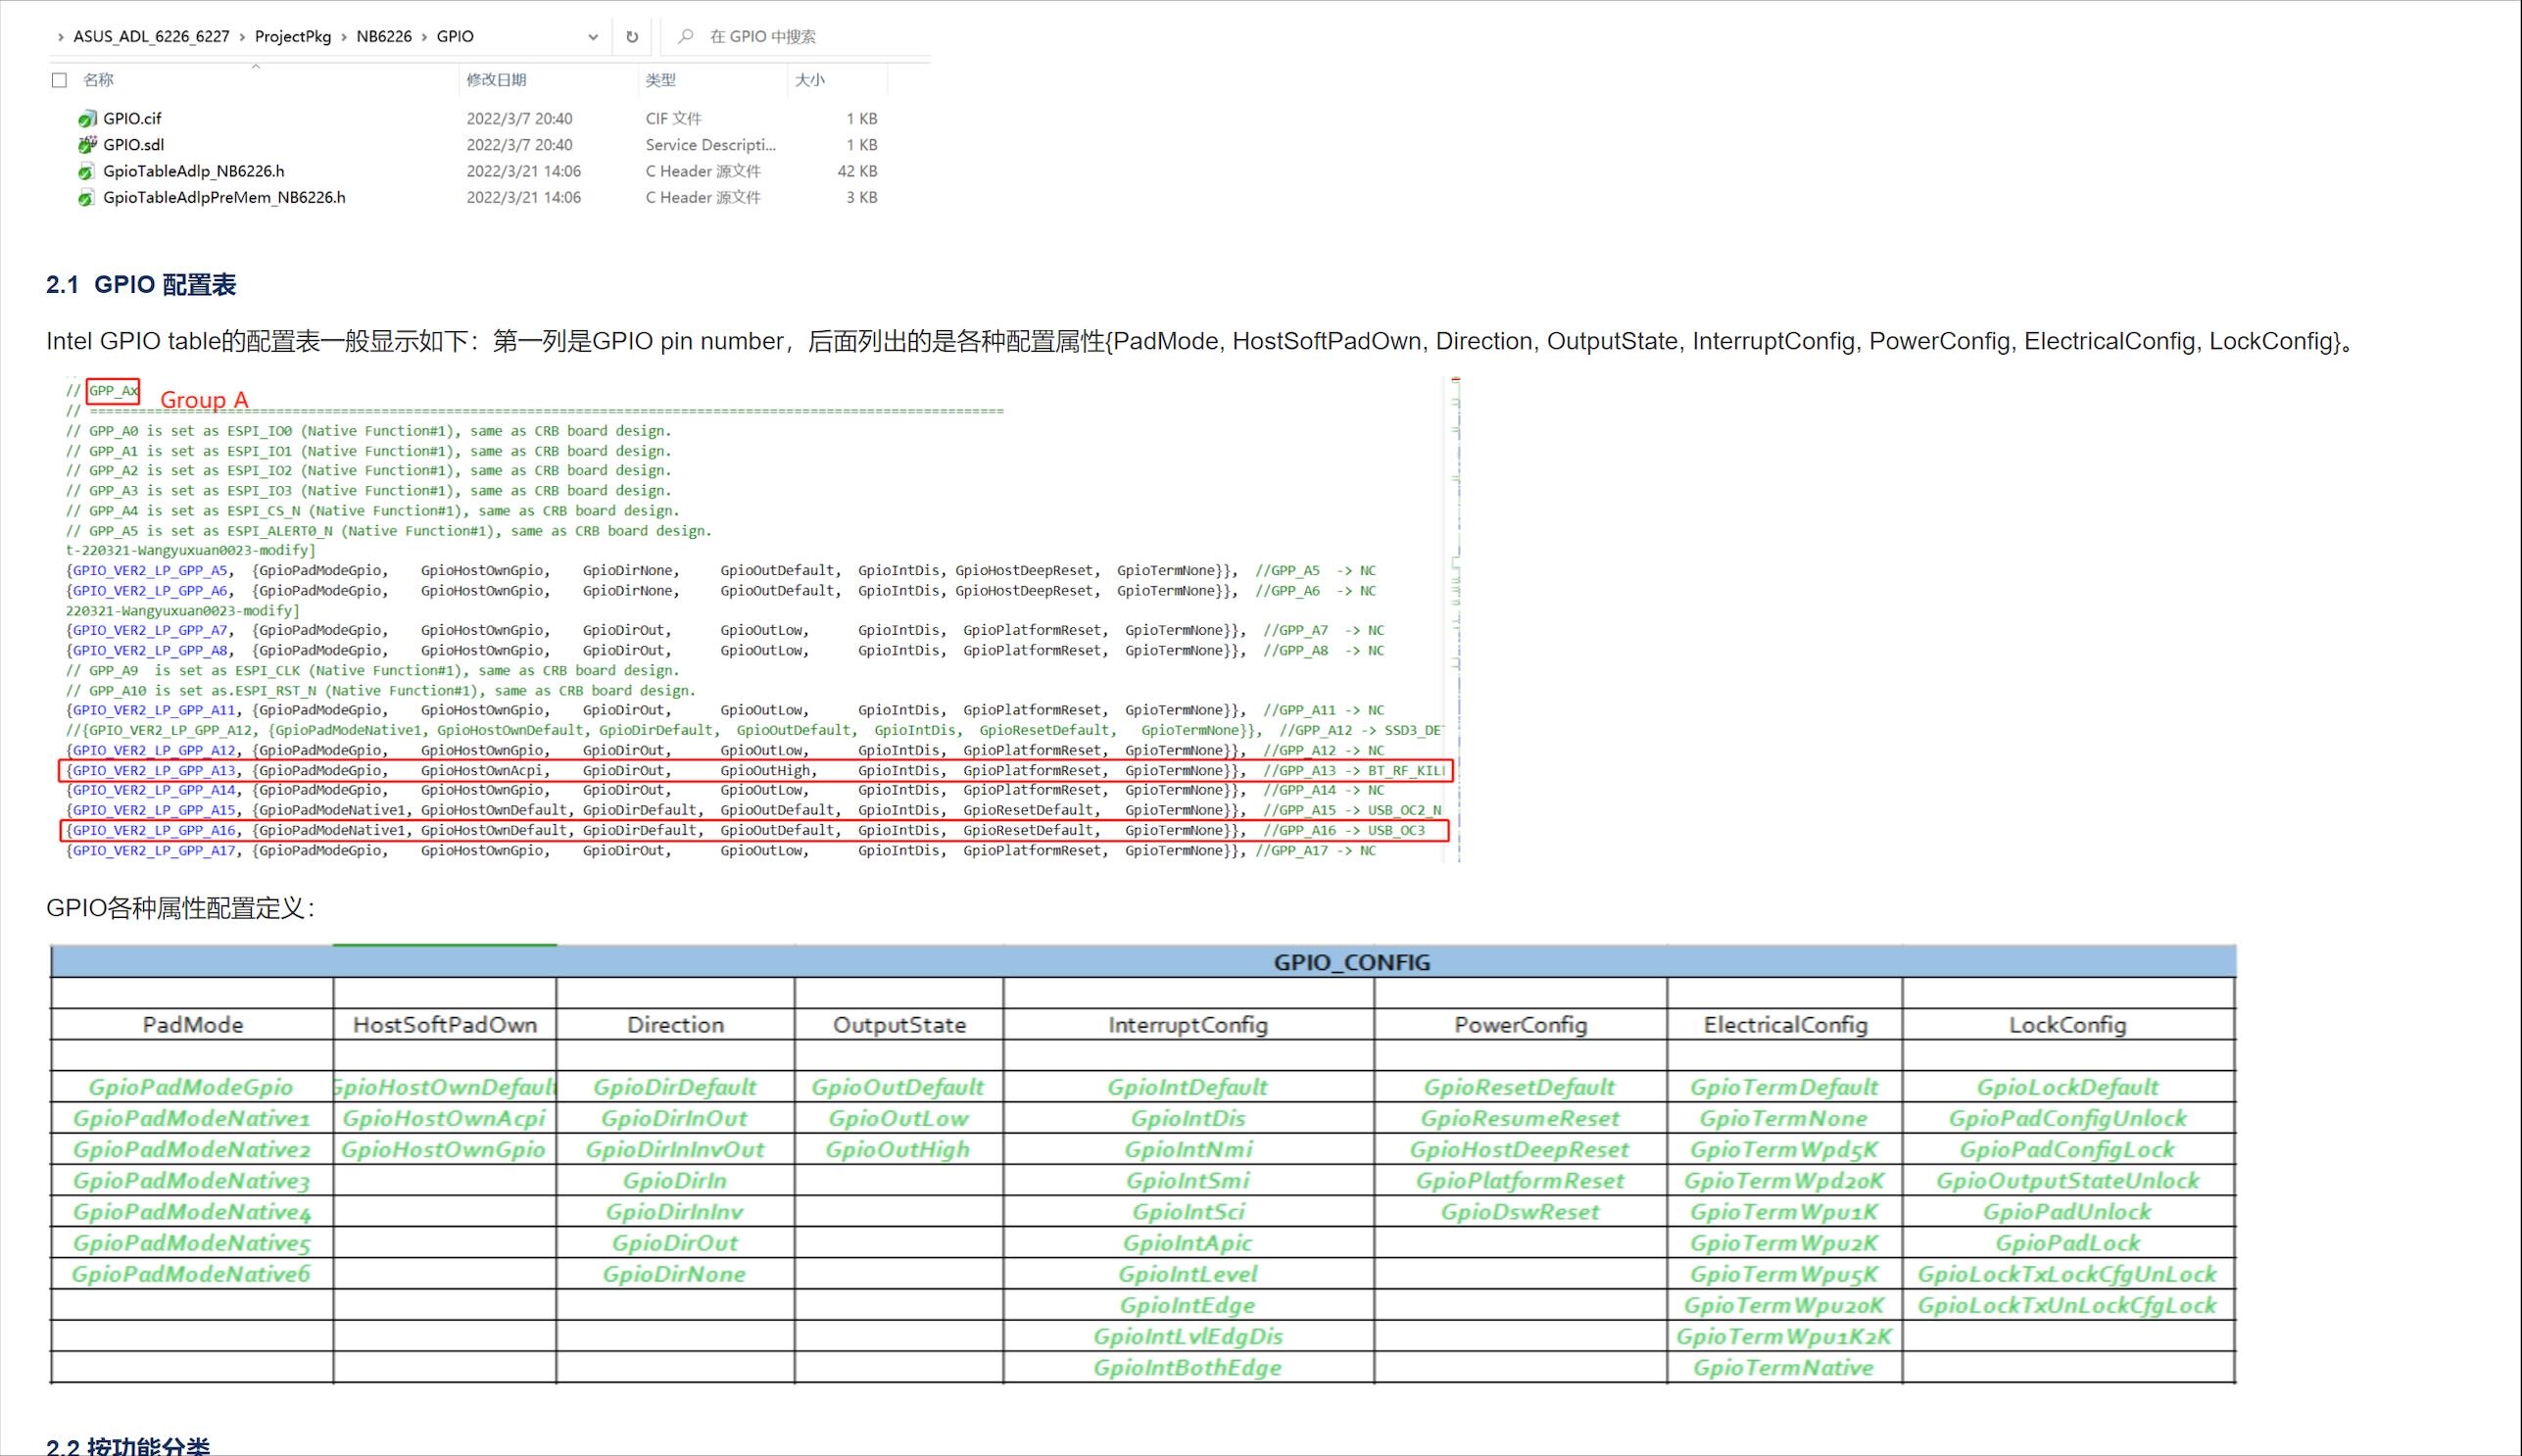 ASUS_ADL_6226_6227 › ProjectPkg › NB6226 › GPIO 在 GPIO 中搜索
名称 修改日期 类型 大小
GPIO.cif 2022/3/7 20:40 CIF 文件 1 KB
GPIO.sdl 2022/3/7 20:40 Service Descripti... 1 KB
GpioTableAdlp_NB6226.h 2022/3/21 14:06 C Header 源文件 42 KB
GpioTableAdlpPreMem_NB6226.h 2022/3/21 14:06 C Header 源文件 3 KB
2.1 GPIO 配置表
Intel GPIO table的配置表一般显示如下：第一列是GPIO pin number，后面列出的是各种配置属性{PadMode, HostSoftPadOwn, Direction, OutputState, InterruptConfig, PowerConfig, ElectricalConfig, LockConfig}。
// GPP_Ax Group A
// ==================================================
// GPP_A0 is set as ESPI_IO0 (Native Function#1), same as CRB board design.
// GPP_A1 is set as ESPI_IO1 (Native Function#1), same as CRB board design.
// GPP_A2 is set as ESPI_IO2 (Native Function#1), same as CRB board design.
// GPP_A3 is set as ESPI_IO3 (Native Function#1), same as CRB board design.
// GPP_A4 is set as ESPI_CS_N (Native Function#1), same as CRB board design.
// GPP_A5 is set as ESPI_ALERT0_N (Native Function#1), same as CRB board design.
t-220321-Wangyuxuan0023-modify]
{GPIO_VER2_LP_GPP_A5, {GpioPadModeGpio, GpioHostOwnGpio, GpioDirNone, GpioOutDefault, GpioIntDis, GpioHostDeepReset, GpioTermNone}}, //GPP_A5 -> NC
{GPIO_VER2_LP_GPP_A6, {GpioPadModeGpio, GpioHostOwnGpio, GpioDirNone, GpioOutDefault, GpioIntDis, GpioHostDeepReset, GpioTermNone}}, //GPP_A6 -> NC
220321-Wangyuxuan0023-modify]
{GPIO_VER2_LP_GPP_A7, {GpioPadModeGpio, GpioHostOwnGpio, GpioDirOut, GpioOutLow, GpioIntDis, GpioPlatformReset, GpioTermNone}}, //GPP_A7 -> NC
{GPIO_VER2_LP_GPP_A8, {GpioPadModeGpio, GpioHostOwnGpio, GpioDirOut, GpioOutLow, GpioIntDis, GpioPlatformReset, GpioTermNone}}, //GPP_A8 -> NC
// GPP_A9 is set as ESPI_CLK (Native Function#1), same as CRB board design.
// GPP_A10 is set as.ESPI_RST_N (Native Function#1), same as CRB board design.
{GPIO_VER2_LP_GPP_A11, {GpioPadModeGpio, GpioHostOwnGpio, GpioDirOut, GpioOutLow, GpioIntDis, GpioPlatformReset, GpioTermNone}}, //GPP_A11 -> NC
//{GPIO_VER2_LP_GPP_A12, {GpioPadModeNative1, GpioHostOwnDefault, GpioDirDefault, GpioOutDefault, GpioIntDis, GpioResetDefault, GpioTermNone}}, //GPP_A12 -> SSD3_DE
{GPIO_VER2_LP_GPP_A12, {GpioPadModeGpio, GpioHostOwnGpio, GpioDirOut, GpioOutLow, GpioIntDis, GpioPlatformReset, GpioTermNone}}, //GPP_A12 -> NC
{GPIO_VER2_LP_GPP_A13, {GpioPadModeGpio, GpioHostOwnAcpi, GpioDirOut, GpioOutHigh, GpioIntDis, GpioPlatformReset, GpioTermNone}}, //GPP_A13 -> BT_RF_KIL
{GPIO_VER2_LP_GPP_A14, {GpioPadModeGpio, GpioHostOwnGpio, GpioDirOut, GpioOutLow, GpioIntDis, GpioPlatformReset, GpioTermNone}}, //GPP_A14 -> NC
{GPIO_VER2_LP_GPP_A15, {GpioPadModeNative1, GpioHostOwnDefault, GpioDirDefault, GpioOutDefault, GpioIntDis, GpioResetDefault, GpioTermNone}}, //GPP_A15 -> USB_OC2_N
{GPIO_VER2_LP_GPP_A16, {GpioPadModeNative1, GpioHostOwnDefault, GpioDirDefault, GpioOutDefault, GpioIntDis, GpioResetDefault, GpioTermNone}}, //GPP_A16 -> USB_OC3
{GPIO_VER2_LP_GPP_A17, {GpioPadModeGpio, GpioHostOwnGpio, GpioDirOut, GpioOutLow, GpioIntDis, GpioPlatformReset, GpioTermNone}}, //GPP_A17 -> NC
GPIO各种属性配置定义：
GPIO_CONFIG
PadMode HostSoftPadOwn Direction OutputState InterruptConfig PowerConfig ElectricalConfig LockConfig
GpioPadModeGpio GpioHostOwnDefault GpioDirDefault GpioOutDefault GpioIntDefault GpioResetDefault GpioTermDefault GpioLockDefault
GpioPadModeNative1 GpioHostOwnAcpi GpioDirInOut GpioOutLow GpioIntDis GpioResumeReset GpioTermNone GpioPadConfigUnlock
GpioPadModeNative2 GpioHostOwnGpio GpioDirInInvOut GpioOutHigh GpioIntNmi GpioHostDeepReset GpioTermWpd5K GpioPadConfigLock
GpioPadModeNative3 GpioDirIn GpioIntSmi GpioPlatformReset GpioTermWpd20K GpioOutputStateUnlock
GpioPadModeNative4 GpioDirInInv GpioIntSci GpioDswReset GpioTermWpu1K GpioPadUnlock
GpioPadModeNative5 GpioDirOut GpioIntApic GpioTermWpu2K GpioPadLock
GpioPadModeNative6 GpioDirNone GpioIntLevel GpioTermWpu5K GpioLockTxLockCfgUnLock
GpioIntEdge GpioTermWpu20K GpioLockTxUnLockCfgLock
GpioIntLvlEdgDis GpioTermWpu1K2K
GpioIntBothEdge GpioTermNative
2.2 按功能分类